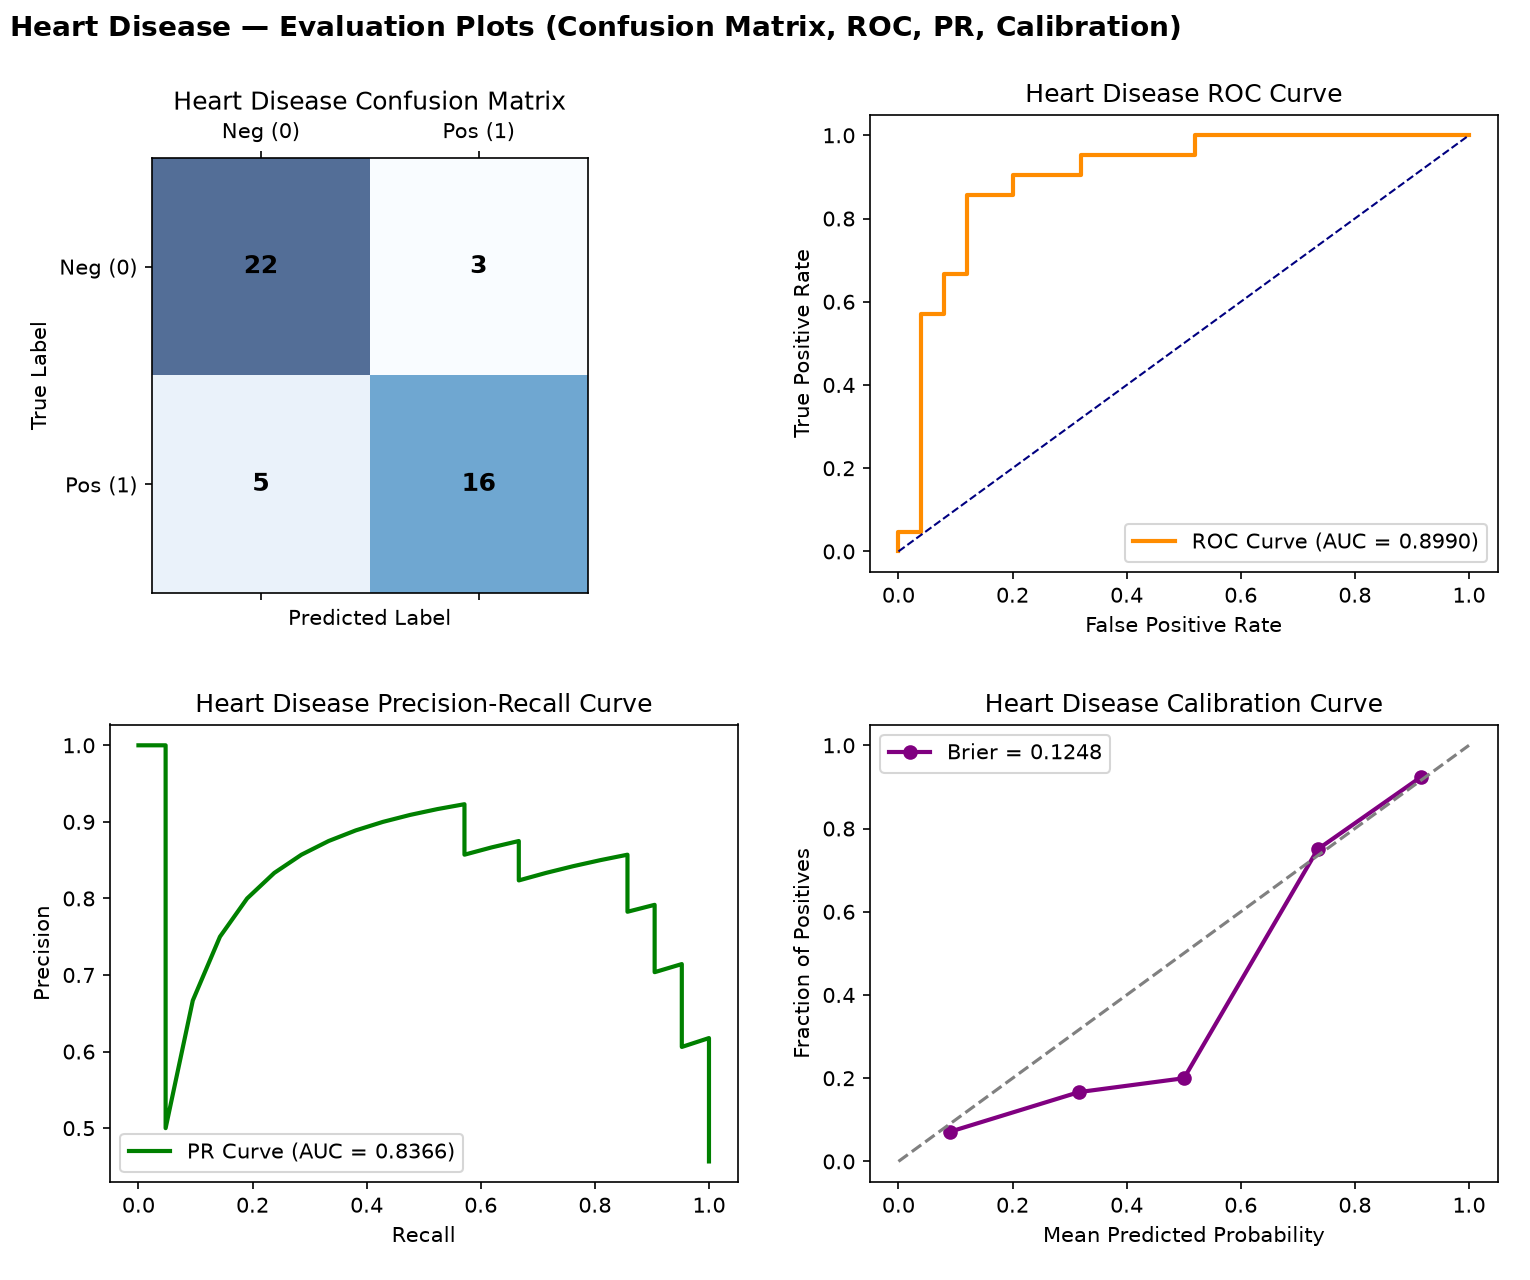 Heart Disease — Evaluation Plots (Confusion Matrix, ROC, PR, Calibration)
Heart Disease Confusion Matrix
Neg (0) Pos (1)
True Label
Neg (0) 22 3
Pos (1) 5 16
Predicted Label
Heart Disease ROC Curve
True Positive Rate
1.0
0.8
0.6
0.4
0.2
0.0
ROC Curve (AUC = 0.8990)
0.0 0.2 0.4 0.6 0.8 1.0
False Positive Rate
Heart Disease Precision-Recall Curve
Precision
1.0
0.9
0.8
0.7
0.6
0.5
PR Curve (AUC = 0.8366)
0.0 0.2 0.4 0.6 0.8 1.0
Recall
Heart Disease Calibration Curve
Brier = 0.1248
Fraction of Positives
1.0
0.8
0.6
0.4
0.2
0.0
0.0 0.2 0.4 0.6 0.8 1.0
Mean Predicted Probability